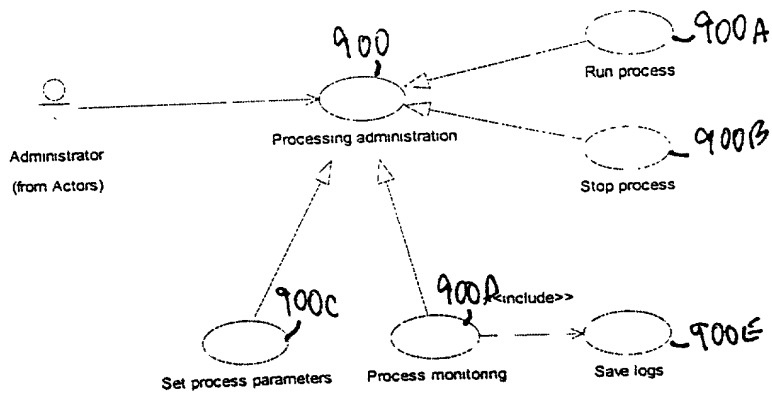 900
900A
Run process
Processing administration
Administrator
(from Actors)
900B
Stop process
900C
900D
<<include>>
900E
Set process parameters
Process monitoring
Save logs